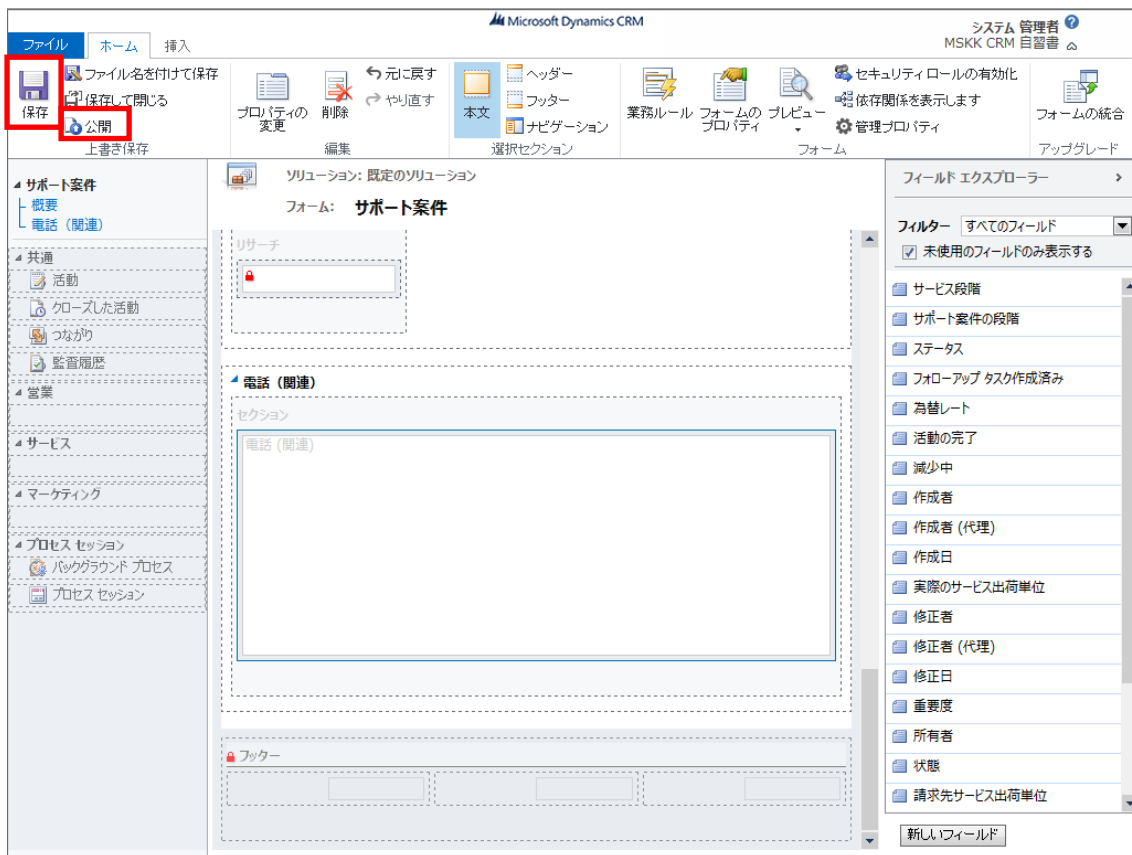 Microsoft Dynamics CRM
システム 管理者
MSKK CRM 自習書
ファイル
ホーム
挿入
保存
ファイル名を付けて保存
保存して閉じる
公開
上書き保存
プロパティの
変更
削除
元に戻す
やり直す
編集
本文
ヘッダー
フッター
ナビゲーション
選択セクション
業務ルール
フォームの
プロパティ
プレビュー
セキュリティ ロールの有効化
依存関係を表示します
管理プロパティ
フォーム
フォームの統合
アップグレード
サポート案件
概要
電話（関連）
共通
活動
クローズした活動
つながり
監査履歴
営業
サービス
マーケティング
プロセス セッション
バックグラウンド プロセス
プロセス セッション
ソリューション: 既定のソリューション
フォーム: サポート案件
リサーチ
電話（関連）
セクション
電話 (関連)
フッター
フィールド エクスプローラー
フィルター すべてのフィールド
未使用のフィールドのみ表示する
サービス段階
サポート案件の段階
ステータス
フォローアップ タスク作成済み
為替レート
活動の完了
減少中
作成者
作成者 (代理)
作成日
実際のサービス出荷単位
修正者
修正者 (代理)
修正日
重要度
所有者
状態
請求先サービス出荷単位
新しいフィールド